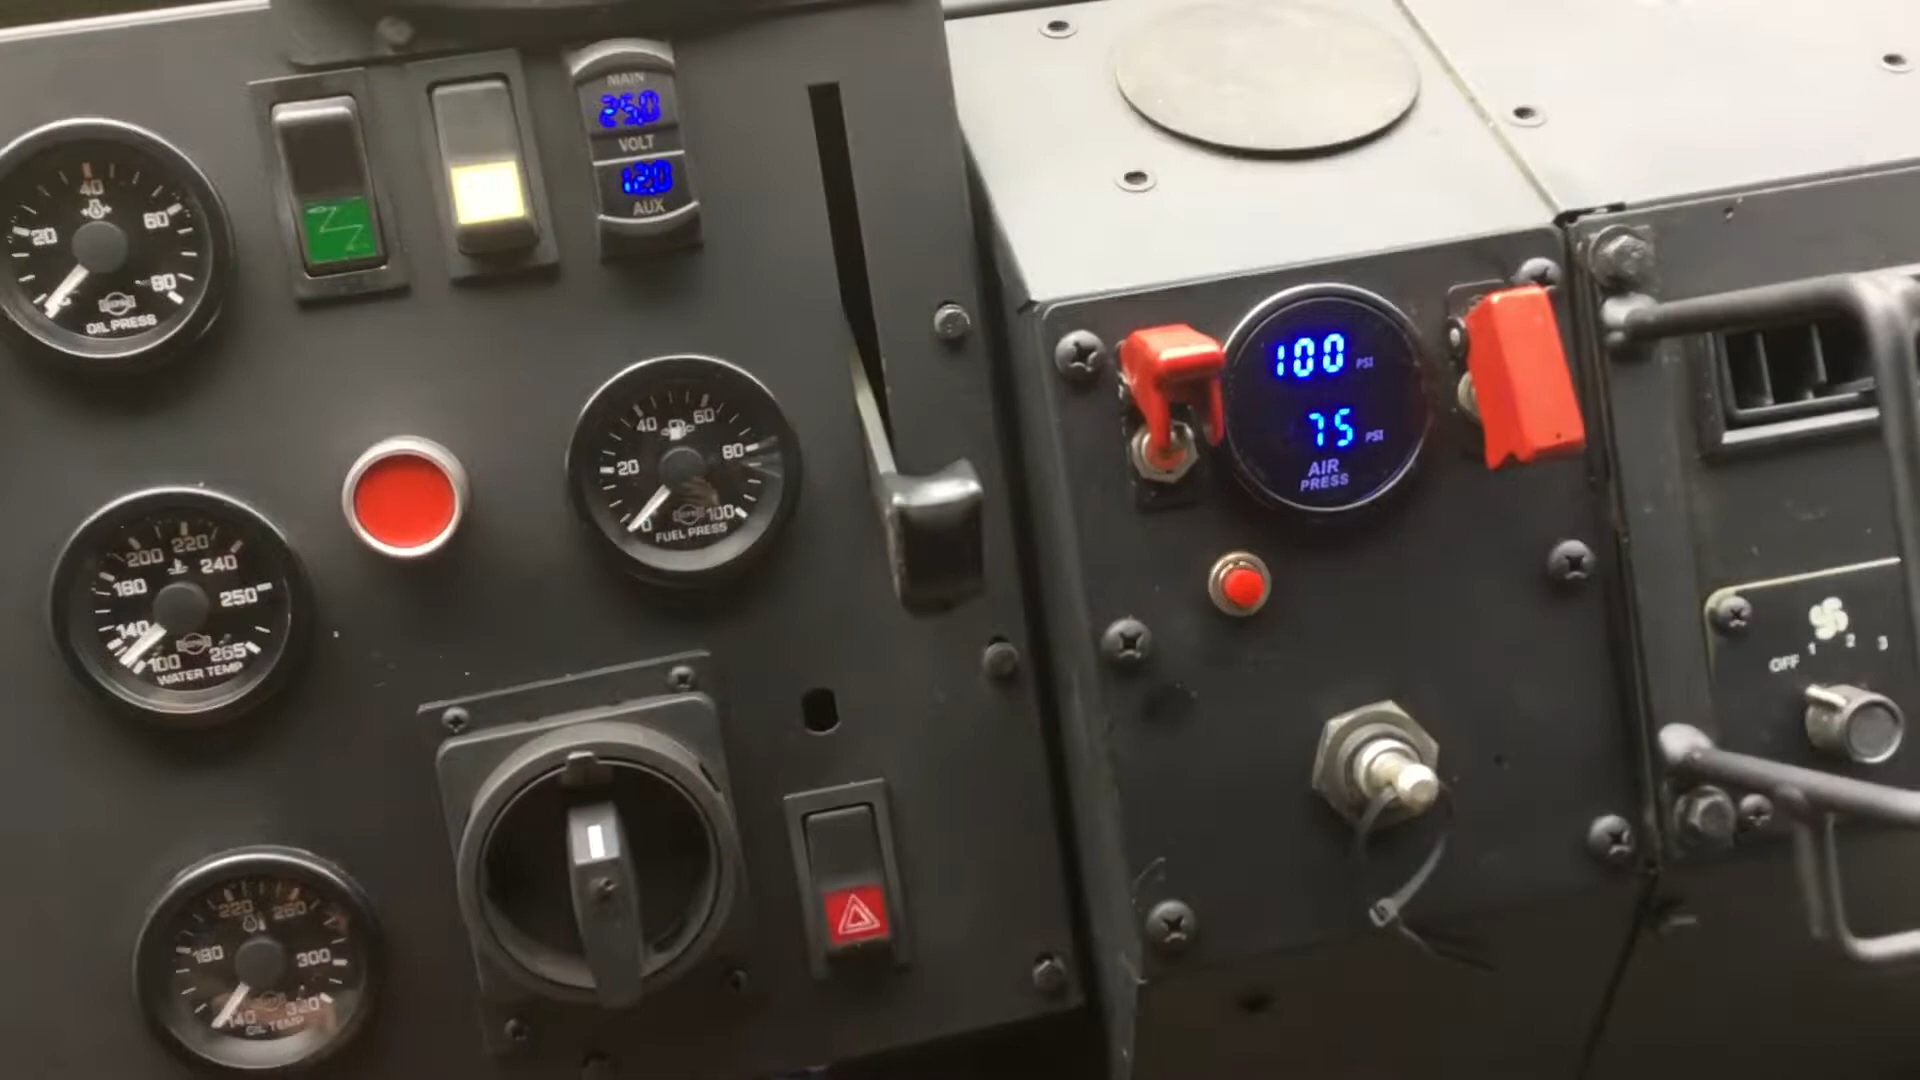 MAIN
25.0
VOLT
12.0
AUX
20
40
60
80
OIL PRESS
20
40
60
80
0
100
FUEL PRESS
100 PSI
75 PSI
AIR
PRESS
140
180
200
220
240
250
100
265
WATER TEMP
140
180
220
260
300
320
OIL TEMP
OFF
1
2
3